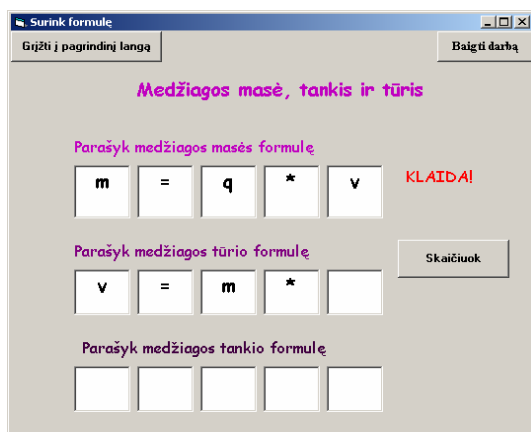 Surink formulę
Grįžti į pagrindinį langą
Baigti darbą
Medžiagos masė, tankis ir tūris
Parašyk medžiagos masės formulę
m = q * v
KLAIDA!
Parašyk medžiagos tūrio formulę
v = m *
Skaičiuok
Parašyk medžiagos tankio formulę